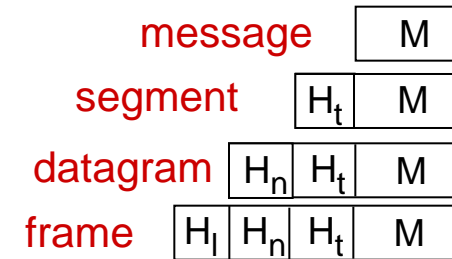 message M
segment Hₜ M
datagram Hₙ Hₜ M
frame Hₗ Hₙ Hₜ M